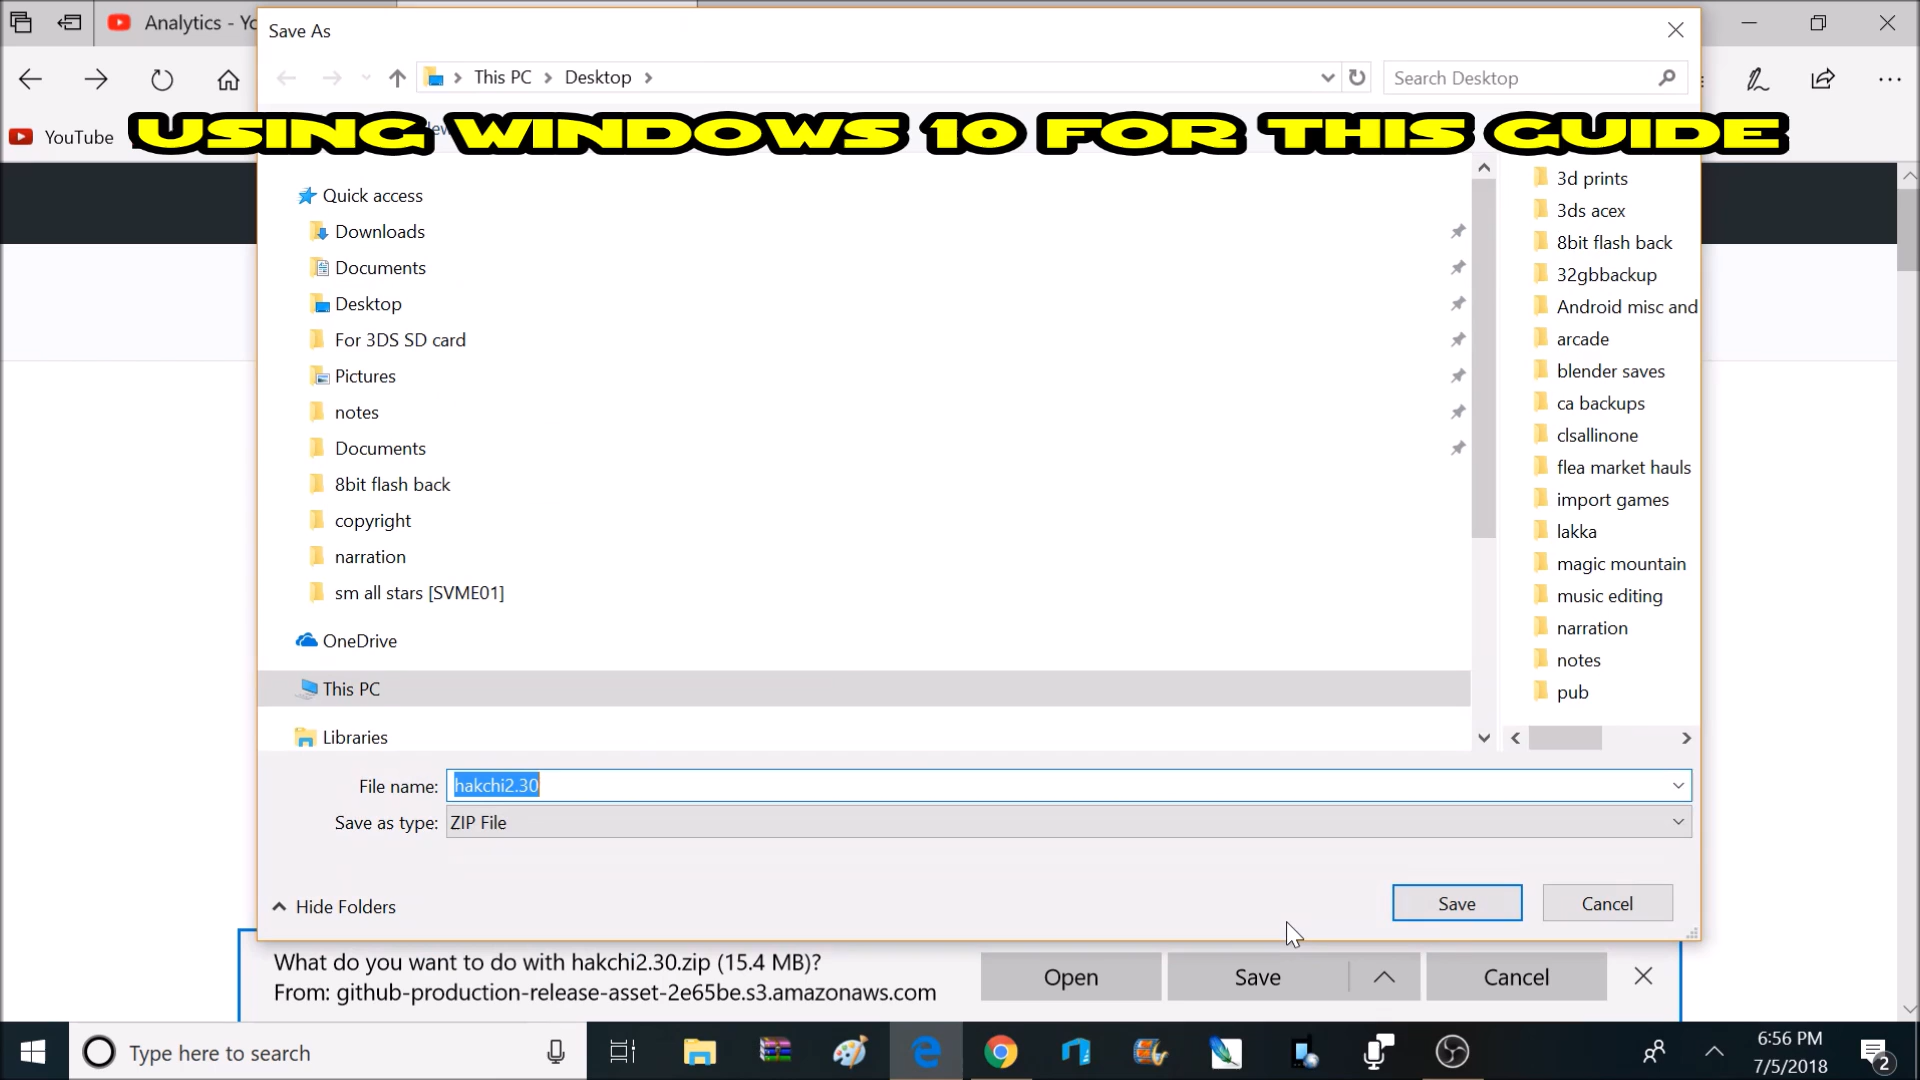 Analytics - Yo
Save As
This PC
Desktop
Search Desktop
YouTube
USING WINDOWS 10 FOR THIS GUIDE
Quick access
Downloads
Documents
Desktop
For 3DS SD card
Pictures
notes
Documents
8bit flash back
copyright
narration
sm all stars [SVME01]
OneDrive
This PC
Libraries
3d prints
3ds acex
8bit flash back
32gbbackup
Android misc and
arcade
blender saves
ca backups
clsallinone
flea market hauls
import games
lakka
magic mountain
music editing
narration
notes
pub
File name: hakchi2.30
Save as type: ZIP File
Hide Folders
Save
Cancel
What do you want to do with hakchi2.30.zip (15.4 MB)?
From: github-production-release-asset-2e65be.s3.amazonaws.com
Open
Save
Cancel
Type here to search
6:56 PM
7/5/2018
2